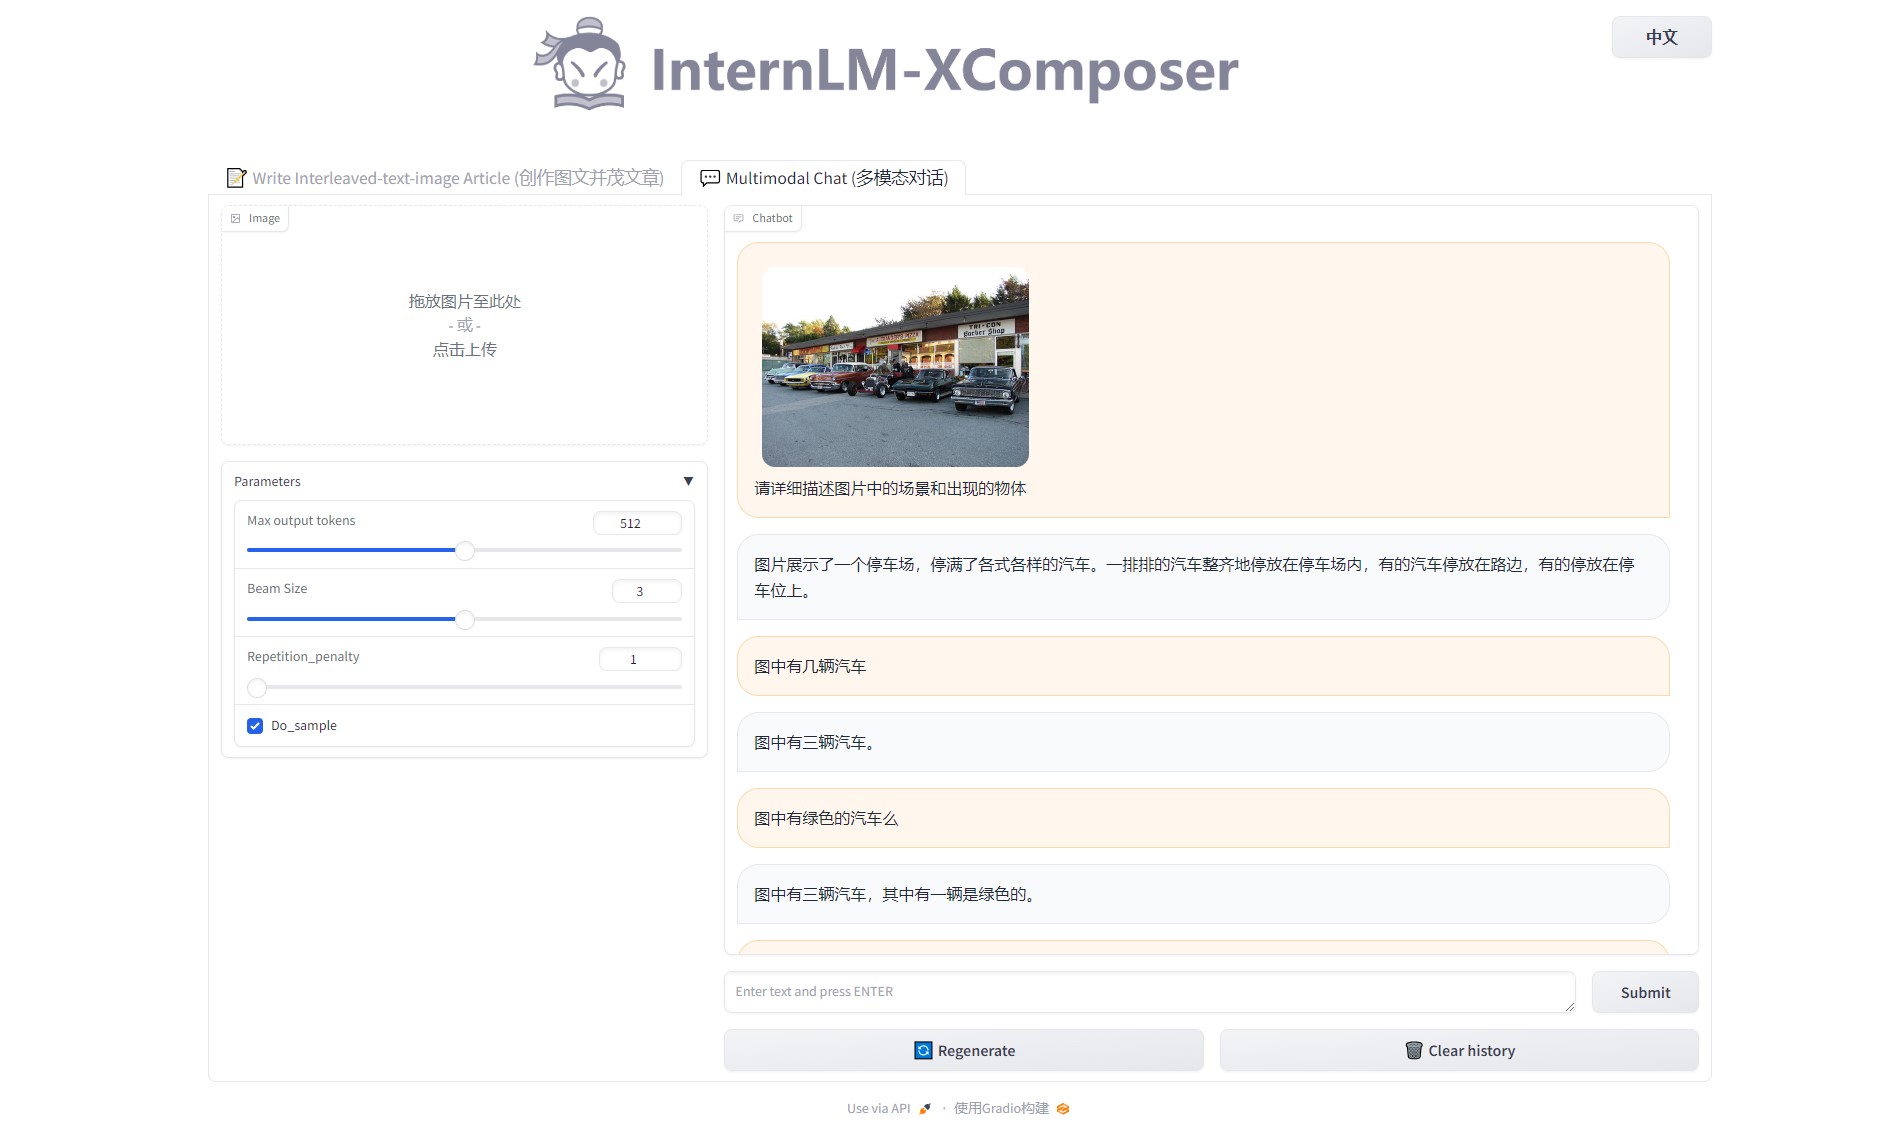 InternLM-XComposer
中文
Write Interleaved-text-image Article (创作图文并茂文章)
Multimodal Chat (多模态对话)
Image
拖放图片至此处
- 或 -
点击上传
Parameters
Max output tokens
512
Beam Size
3
Repetition_penalty
1
Do_sample
Chatbot
TRI-CON
Barber Shop
请详细描述图片中的场景和出现的物体
图片展示了一个停车场，停满了各式各样的汽车。一排排的汽车整齐地停放在停车场内，有的汽车停放在路边，有的停放在停
车位上。
图中有几辆汽车
图中有三辆汽车。
图中有绿色的汽车么
图中有三辆汽车，其中有一辆是绿色的。
Enter text and press ENTER
Submit
Regenerate
Clear history
Use via API
·
使用Gradio构建